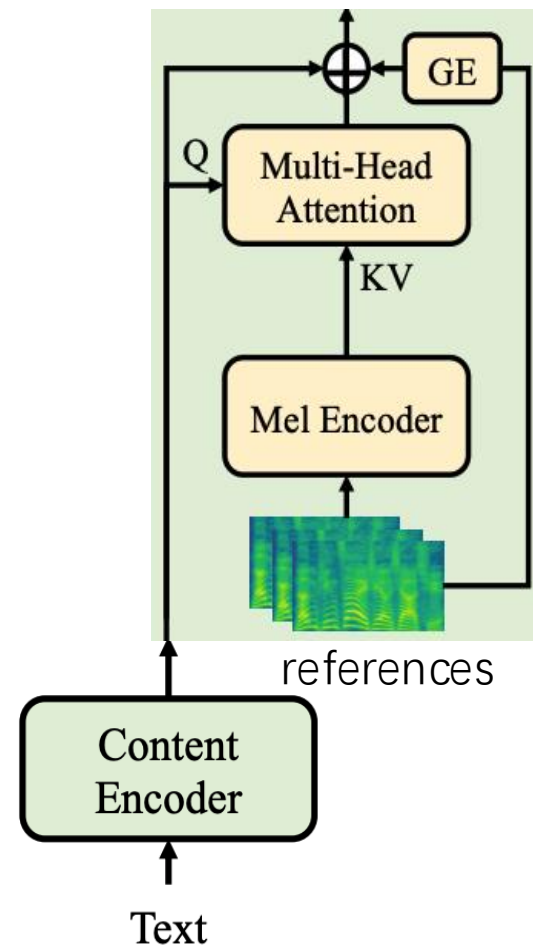 GE
Q
Multi-Head
Attention
KV
Mel Encoder
references
Content
Encoder
Text